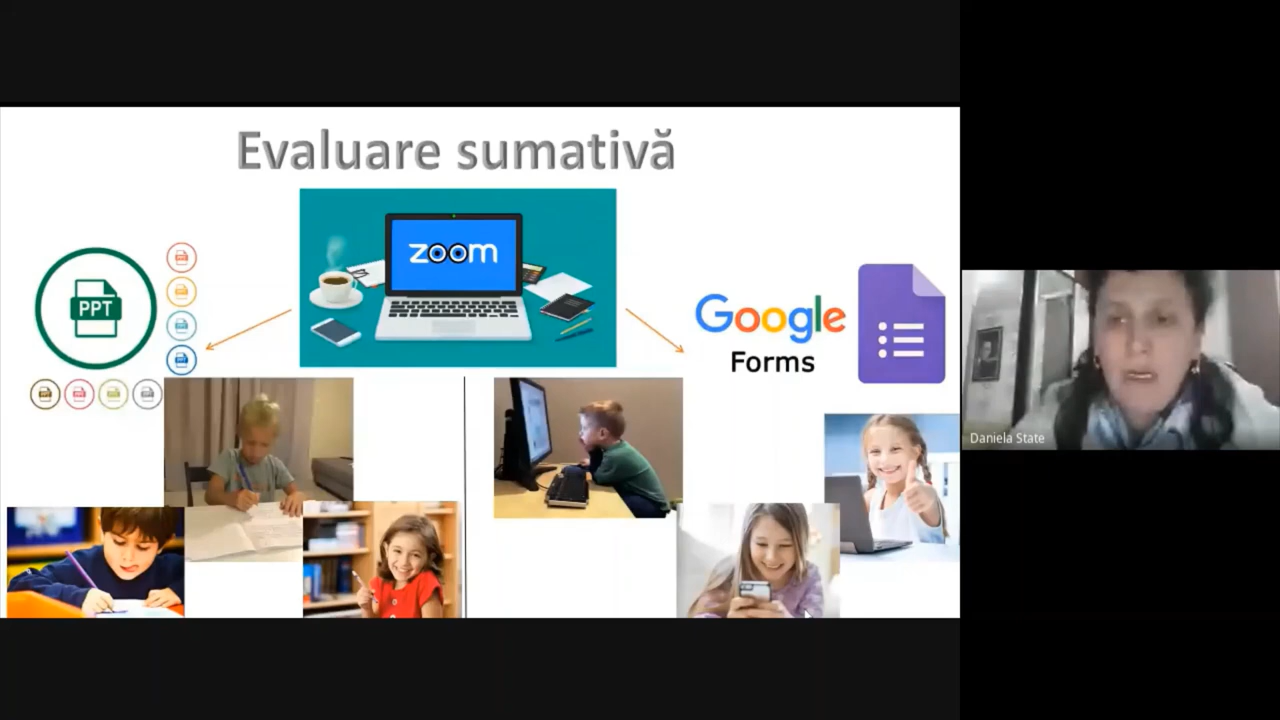 Evaluare sumativă
zoom
PPT
Google
Forms
Daniela State